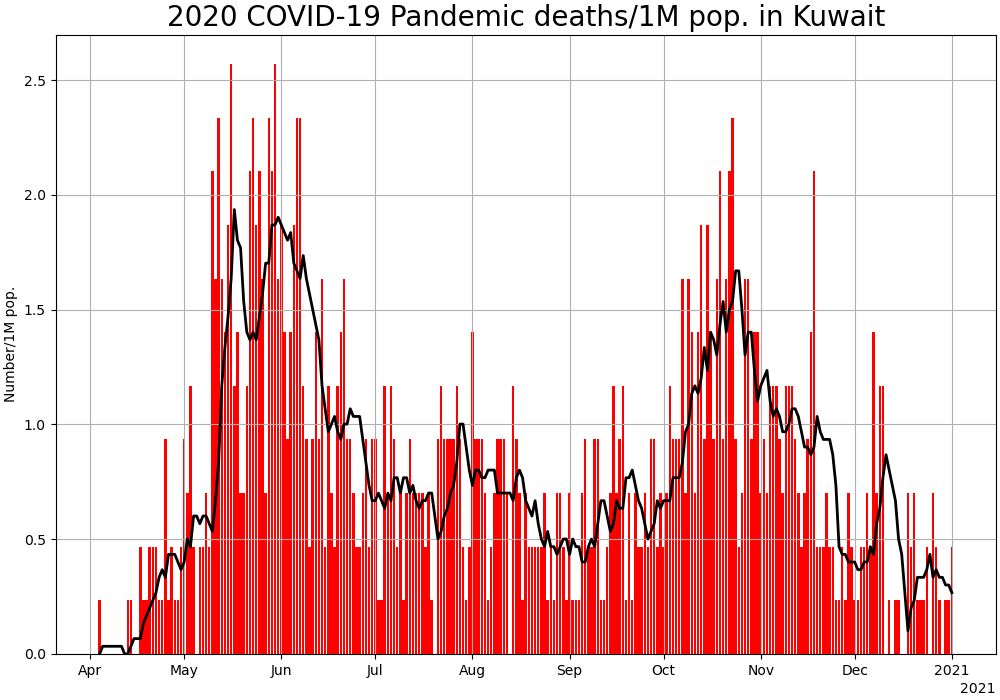 2020 COVID-19 Pandemic deaths/1M pop. in Kuwait
Number/1M pop.
2.5
2.0
1.5
1.0
0.5
0.0
Apr May Jun Jul Aug Sep Oct Nov Dec 2021
2021